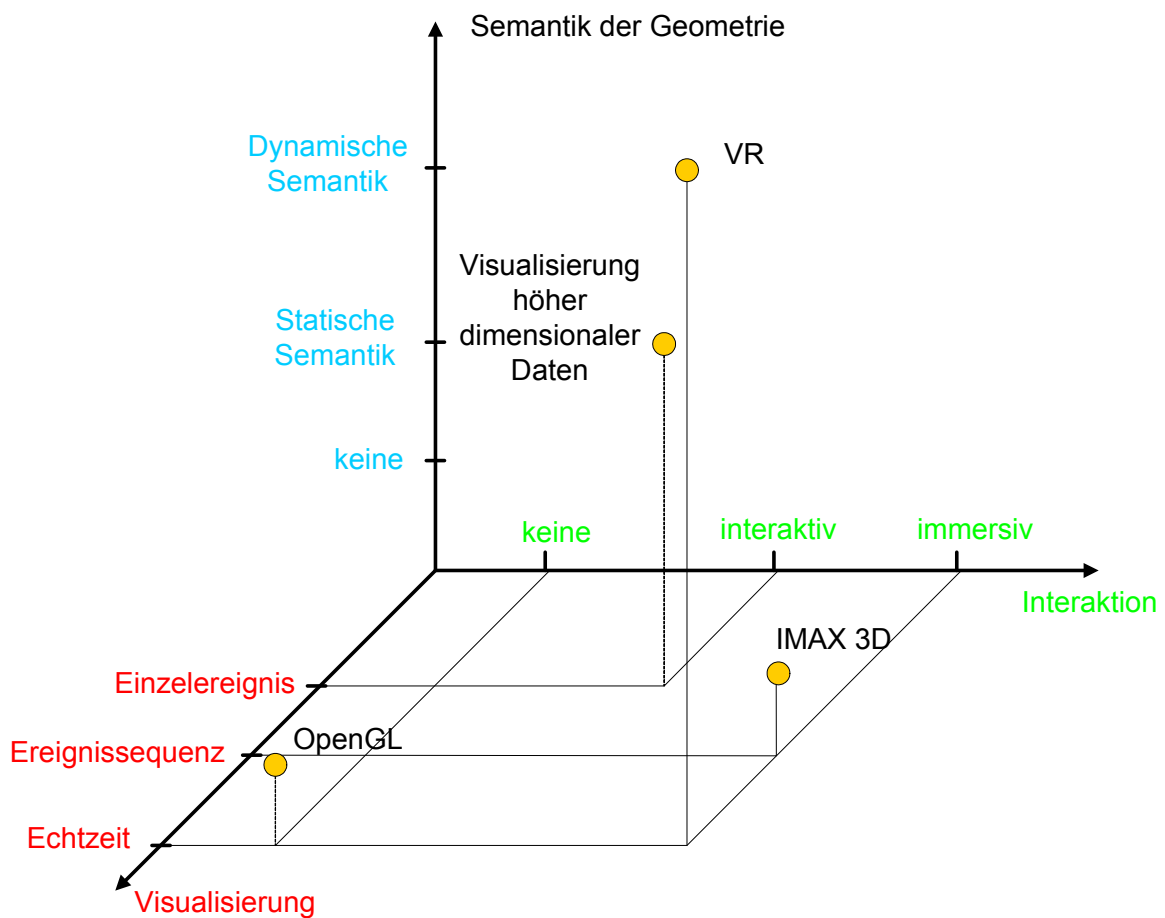 Semantik der Geometrie
Dynamische
Semantik
VR
Visualisierung
höher
dimensionaler
Daten
Statische
Semantik
keine
keine
interaktiv
immersiv
Interaktion
IMAX 3D
Einzelereignis
OpenGL
Ereignissequenz
Echtzeit
Visualisierung